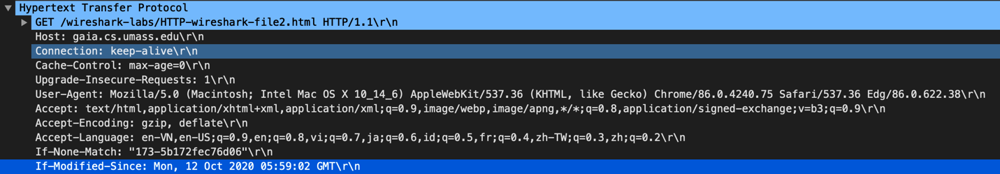 Hypertext Transfer Protocol
GET /wireshark-labs/HTTP-wireshark-file2.html HTTP/1.1\r\n
Host: gaia.cs.umass.edu\r\n
Connection: keep-alive\r\n
Cache-Control: max-age=0\r\n
Upgrade-Insecure-Requests: 1\r\n
User-Agent: Mozilla/5.0 (Macintosh; Intel Mac OS X 10_14_6) AppleWebKit/537.36 (KHTML, like Gecko) Chrome/86.0.4240.75 Safari/537.36 Edg/86.0.622.38\r\n
Accept: text/html,application/xhtml+xml,application/xml;q=0.9,image/webp,image/apng,*/*;q=0.8,application/signed-exchange;v=b3;q=0.9\r\n
Accept-Encoding: gzip, deflate\r\n
Accept-Language: en-VN,en-US;q=0.9,en;q=0.8,vi;q=0.7,ja;q=0.6,id;q=0.5,fr;q=0.4,zh-TW;q=0.3,zh;q=0.2\r\n
If-None-Match: "173-5b172fec76d06"\r\n
If-Modified-Since: Mon, 12 Oct 2020 05:59:02 GMT\r\n